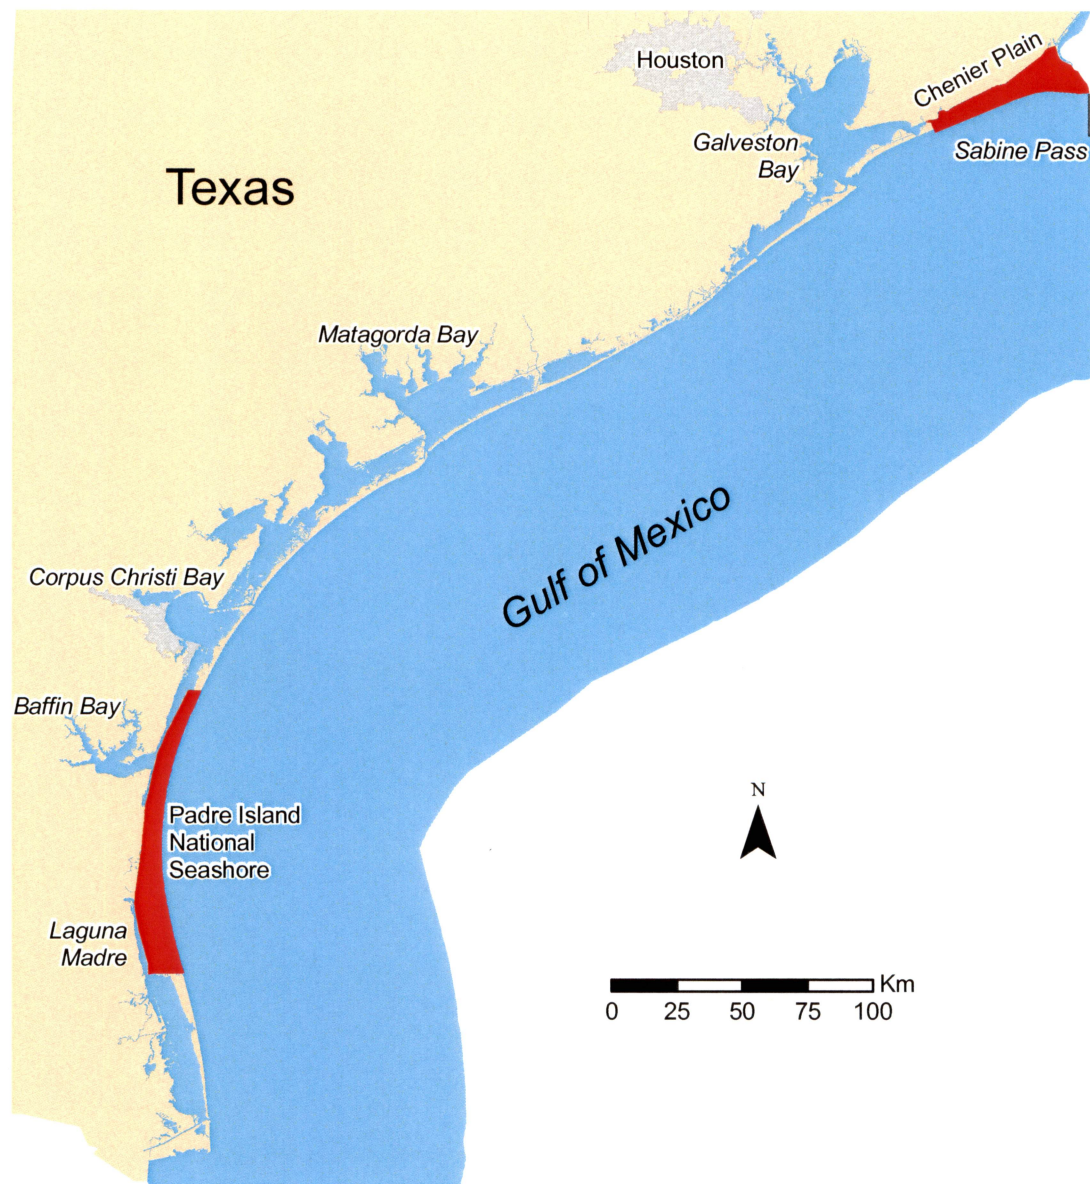 Houston
Chenier Plain
Galveston
Bay
Sabine Pass
Texas
Matagorda Bay
Gulf of Mexico
Corpus Christi Bay
Baffin Bay
Padre Island
National
Seashore
N
Laguna
Madre
Km
0 25 50 75 100